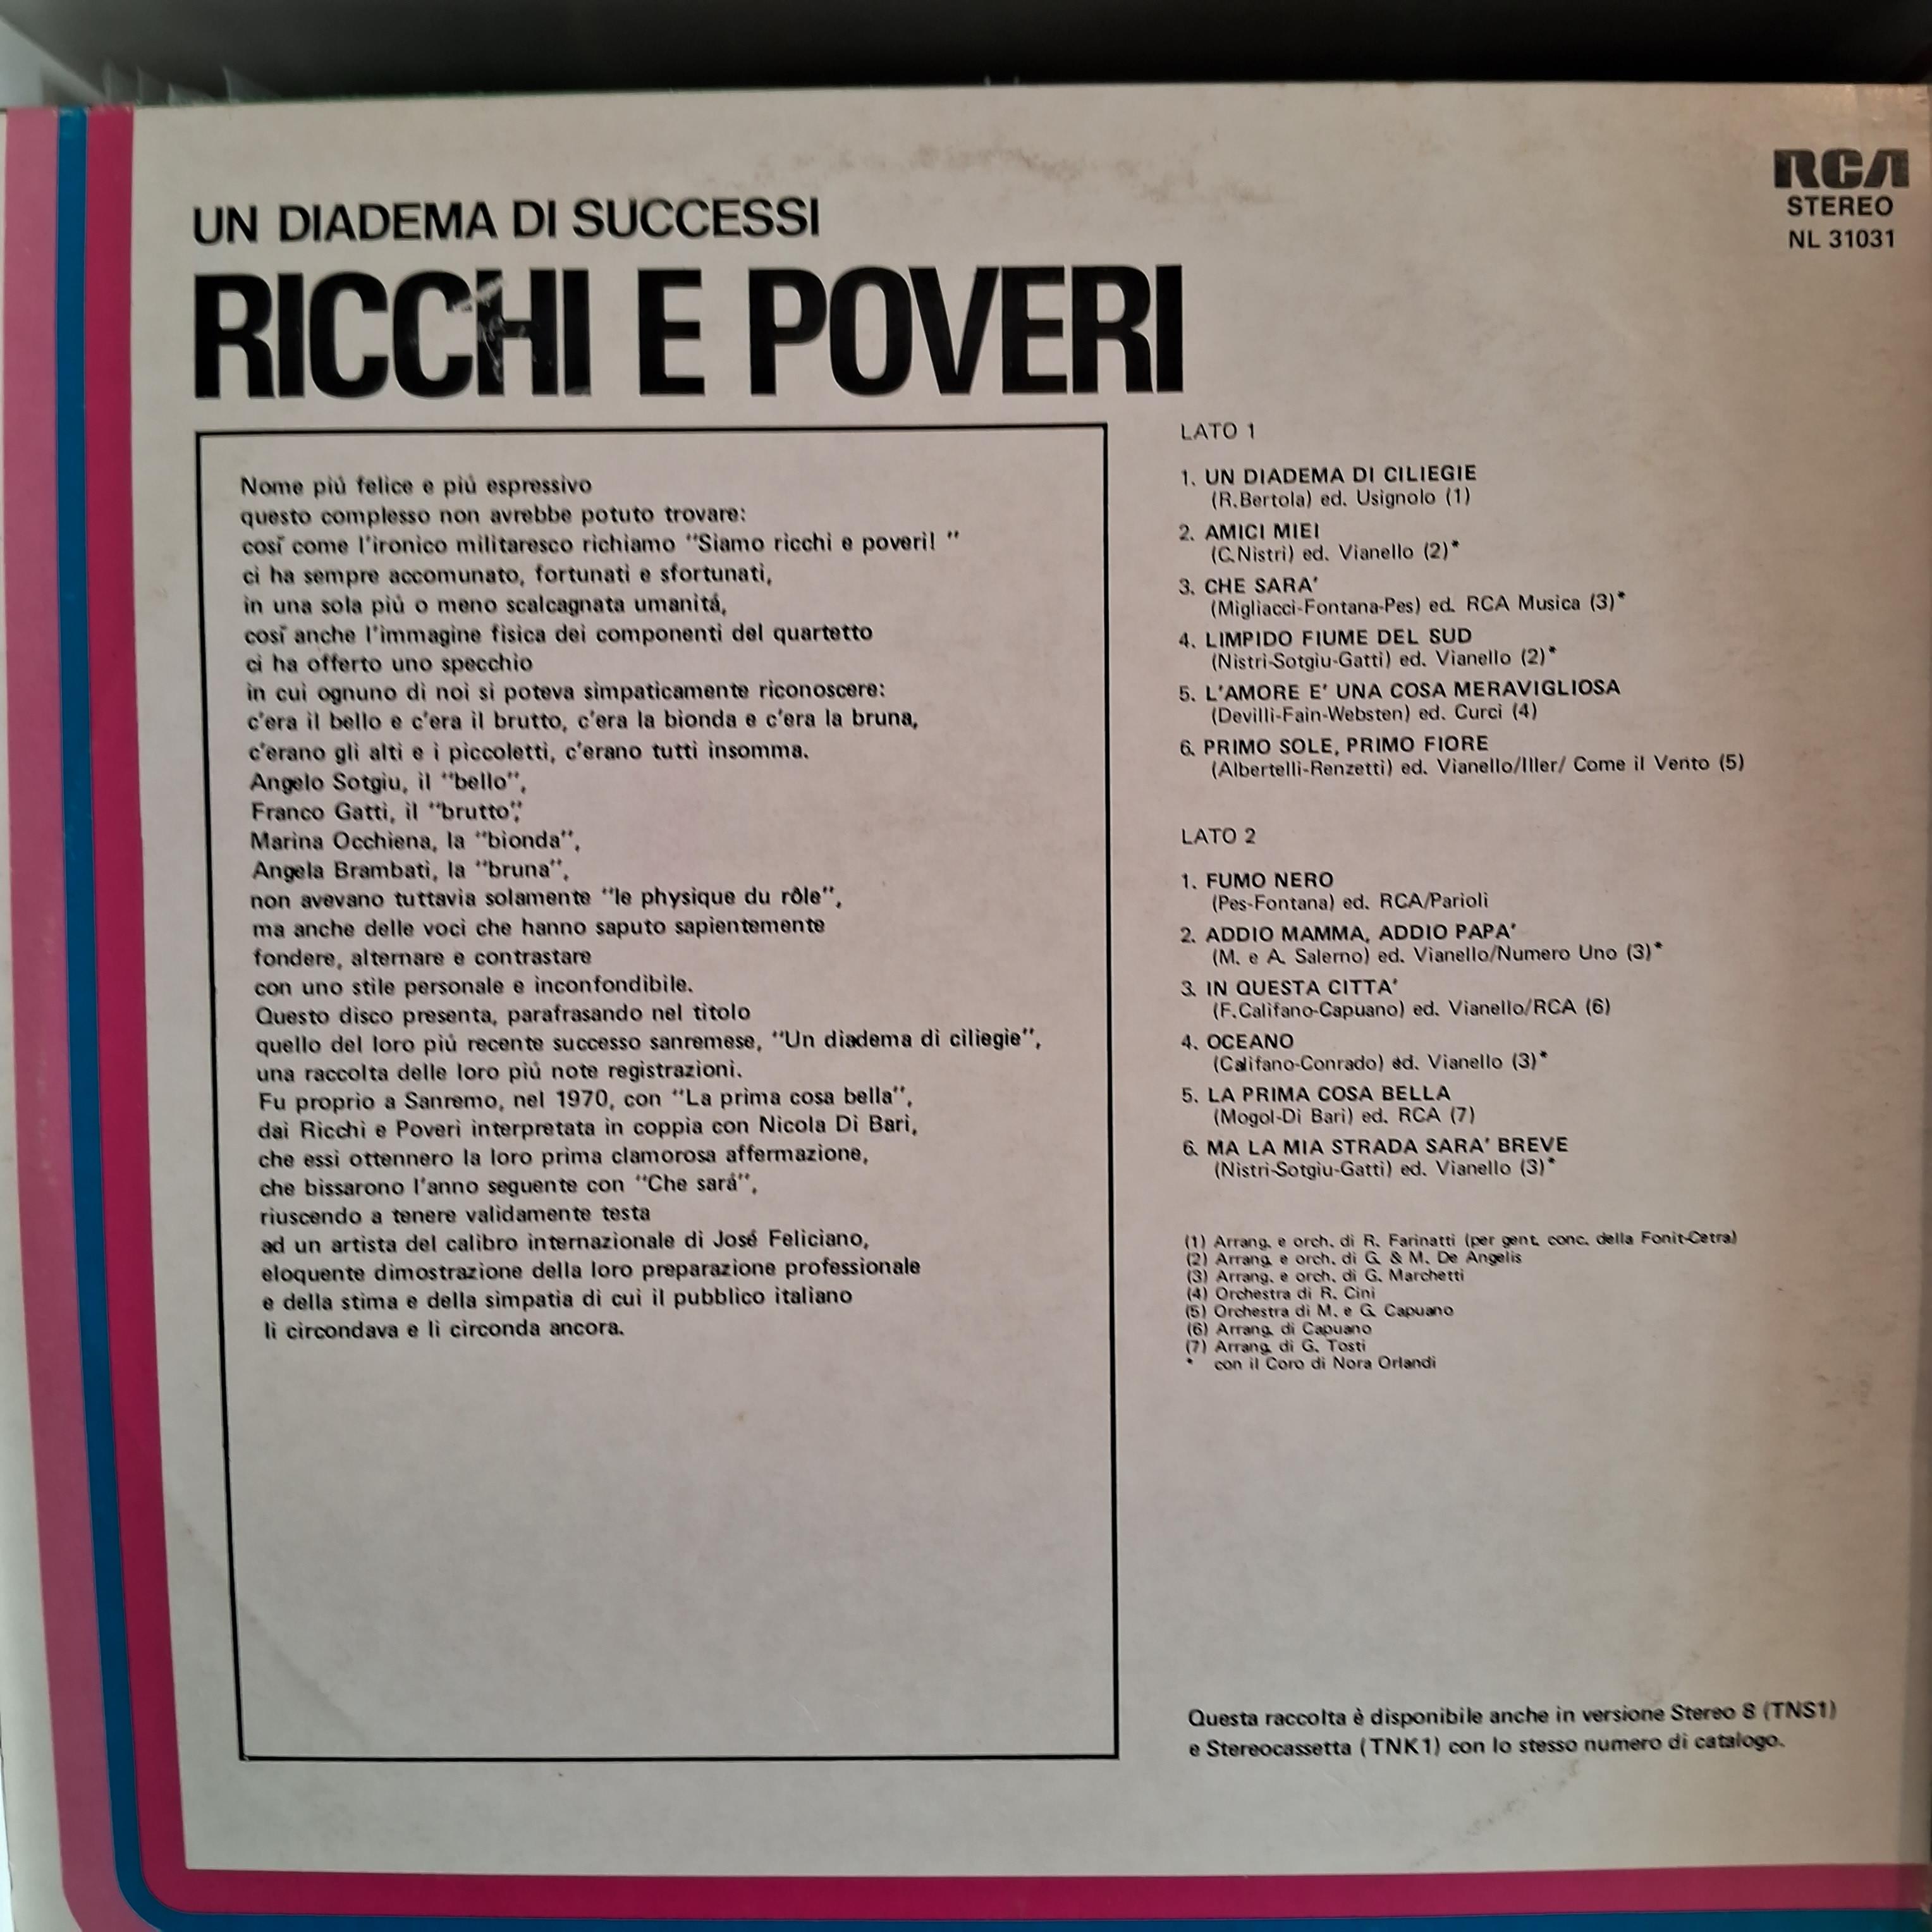 RCA
STEREO
NL 31031
UN DIADEMA DI SUCCESSI
RICCHI E POVERI
Nome piú felice e piú espressivo
questo complesso non avrebbe potuto trovare:
cosí come l'ironico militaresco richiamo "Siamo ricchi e poveri! "
ci ha sempre accomunato, fortunati e sfortunati,
in una sola piú o meno scalcagnata umanitá,
cosí anche l'immagine fisica dei componenti del quartetto
ci ha offerto uno specchio
in cui ognuno di noi si poteva simpaticamente riconoscere:
c'era il bello e c'era il brutto, c'era la bionda e c'era la bruna,
c'erano gli alti e i piccoletti, c'erano tutti insomma.
Angelo Sotgiu, il "bello",
Franco Gatti, il "brutto",
Marina Occhiena, la "bionda",
Angela Brambati, la "bruna",
non avevano tuttavia solamente "le physique du rôle",
ma anche delle voci che hanno saputo sapientemente
fondere, alternare e contrastare
con uno stile personale e inconfondibile.
Questo disco presenta, parafrasando nel titolo
quello del loro piú recente successo sanremese, "Un diadema di ciliegie",
una raccolta delle loro piú note registrazioni.
Fu proprio a Sanremo, nel 1970, con "La prima cosa bella",
dai Ricchi e Poveri interpretata in coppia con Nicola Di Bari,
che essi ottennero la loro prima clamorosa affermazione,
che bissarono l'anno seguente con "Che sará",
riuscendo a tenere validamente testa
ad un artista del calibro internazionale di José Feliciano,
eloquente dimostrazione della loro preparazione professionale
e della stima e della simpatia di cui il pubblico italiano
li circondava e li circonda ancora.
LATO 1
1. UN DIADEMA DI CILIEGIE
(R.Bertola) ed. Usignolo (1)
2. AMICI MIEI
(C.Nistri) ed. Vianello (2)*
3. CHE SARA'
(Migliacci-Fontana-Pes) ed. RCA Musica (3)*
4. LIMPIDO FIUME DEL SUD
(Nistri-Sotgiu-Gatti) ed. Vianello (2)*
5. L'AMORE E' UNA COSA MERAVIGLIOSA
(Devilli-Fain-Websten) ed. Curci (4)
6. PRIMO SOLE, PRIMO FIORE
(Albertelli-Renzetti) ed. Vianello/Iller/ Come il Vento (5)
LATO 2
1. FUMO NERO
(Pes-Fontana) ed. RCA/Parioli
2. ADDIO MAMMA, ADDIO PAPA'
(M. e A. Salerno) ed. Vianello/Numero Uno (3)*
3. IN QUESTA CITTA'
(F.Califano-Capuano) ed. Vianello/RCA (6)
4. OCEANO
(Califano-Conrado) ed. Vianello (3)*
5. LA PRIMA COSA BELLA
(Mogol-Di Bari) ed. RCA (7)
6. MA LA MIA STRADA SARA' BREVE
(Nistri-Sotgiu-Gatti) ed. Vianello (3)*
(1) Arrang. e orch. di R. Farinatti (per gent. conc. della Fonit-Cetra)
(2) Arrang. e orch. di G. & M. De Angelis
(3) Arrang. e orch. di G. Marchetti
(4) Orchestra di R. Cini
(5) Orchestra di M. e G. Capuano
(6) Arrang. di Capuano
(7) Arrang. di G. Tosti
* con il Coro di Nora Orlandi
Questa raccolta è disponibile anche in versione Stereo 8 (TNS1)
e Stereocassetta (TNK1) con lo stesso numero di catalogo.